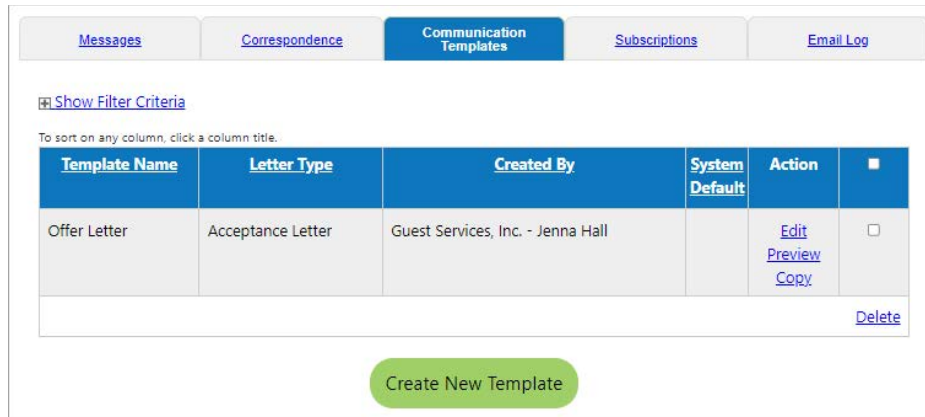 Messages
Correspondence
Communication
Templates
Subscriptions
Email Log
Show Filter Criteria
To sort on any column, click a column title.
Template Name
Letter Type
Created By
System
Default
Action
Offer Letter
Acceptance Letter
Guest Services, Inc. - Jenna Hall
Edit
Preview
Copy
Delete
Create New Template